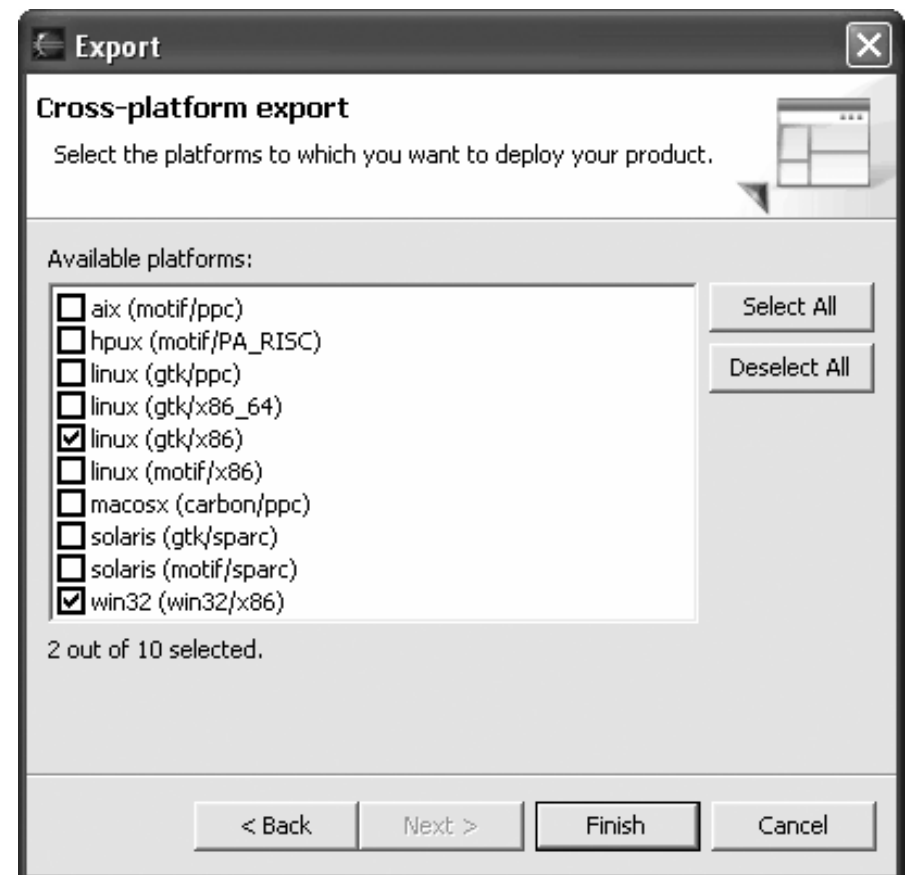 Export
Cross-platform export
Select the platforms to which you want to deploy your product.
Available platforms:
aix (motif/ppc)
hpux (motif/PA_RISC)
linux (gtk/ppc)
linux (gtk/x86_64)
linux (gtk/x86)
linux (motif/x86)
macosx (carbon/ppc)
solaris (gtk/sparc)
solaris (motif/sparc)
win32 (win32/x86)
Select All
Deselect All
2 out of 10 selected.
< Back
Next >
Finish
Cancel